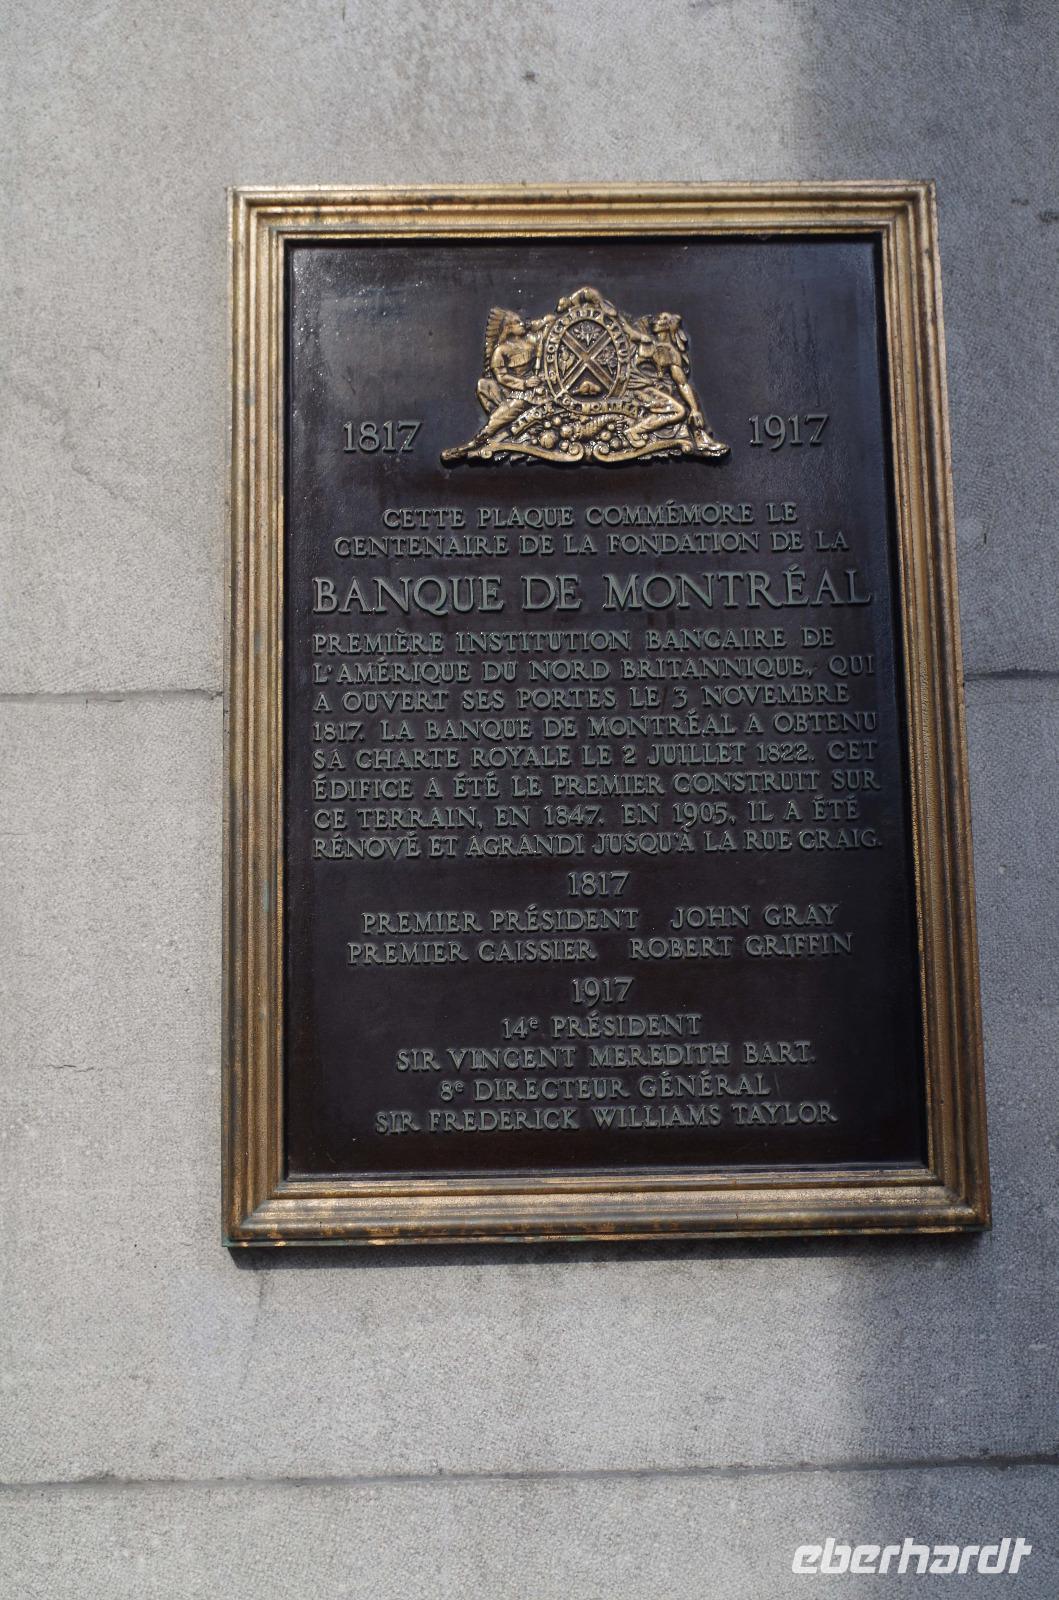 CONCORDIA SALUS
1817
1917
CETTE PLAQUE COMMÉMORE LE
CENTENAIRE DE LA FONDATION DE LA
BANQUE DE MONTRÉAL
PREMIÈRE INSTITUTION BANCAIRE DE
L'AMÉRIQUE DU NORD BRITANNIQUE, QUI
A OUVERT SES PORTES LE 3 NOVEMBRE
1817. LA BANQUE DE MONTRÉAL A OBTENU
SA CHARTE ROYALE LE 2 JUILLET 1822. CET
ÉDIFICE A ÉTÉ LE PREMIER CONSTRUIT SUR
CE TERRAIN, EN 1847. EN 1905, IL A ÉTÉ
RÉNOVÉ ET AGRANDI JUSQU'À LA RUE CRAIG.
1817
PREMIER PRÉSIDENT JOHN GRAY
PREMIER CAISSIER ROBERT GRIFFIN
1917
14e PRÉSIDENT
SIR VINCENT MEREDITH BART.
8e DIRECTEUR GÉNÉRAL
SIR FREDERICK WILLIAMS TAYLOR
eberhardt